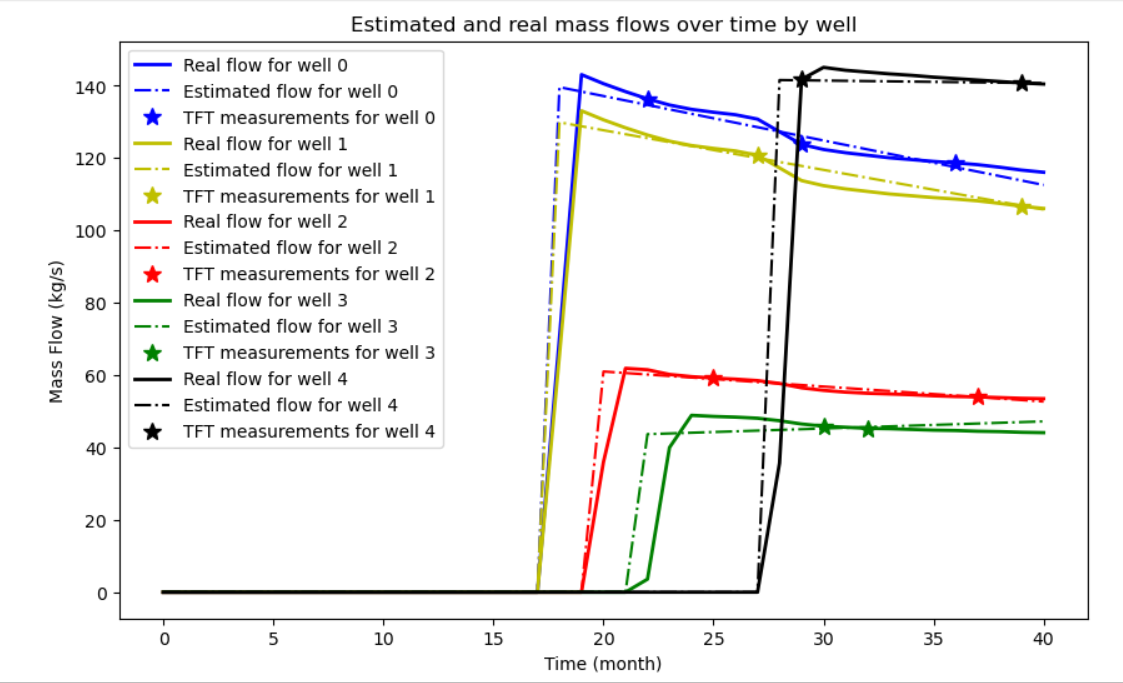 Estimated and real mass flows over time by well
Real flow for well 0
Estimated flow for well 0
TFT measurements for well 0
Real flow for well 1
Estimated flow for well 1
TFT measurements for well 1
Real flow for well 2
Estimated flow for well 2
TFT measurements for well 2
Real flow for well 3
Estimated flow for well 3
TFT measurements for well 3
Real flow for well 4
Estimated flow for well 4
TFT measurements for well 4
Mass Flow (kg/s)
140
120
100
80
60
40
20
0
0 5 10 15 20 25 30 35 40
Time (month)